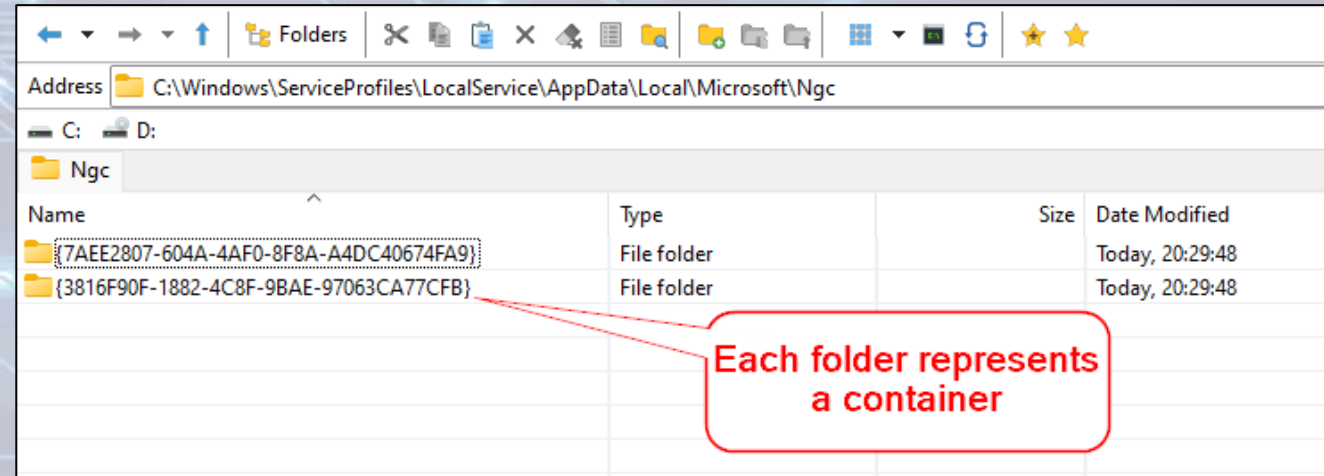 Folders
Address C:\Windows\ServiceProfiles\LocalService\AppData\Local\Microsoft\Ngc
C: D:
Ngc
Name Type Size Date Modified
{7AEE2807-604A-4AF0-8F8A-A4DC40674FA9} File folder Today, 20:29:48
{3816F90F-1882-4C8F-9BAE-97063CA77CFB} File folder Today, 20:29:48
Each folder represents
a container